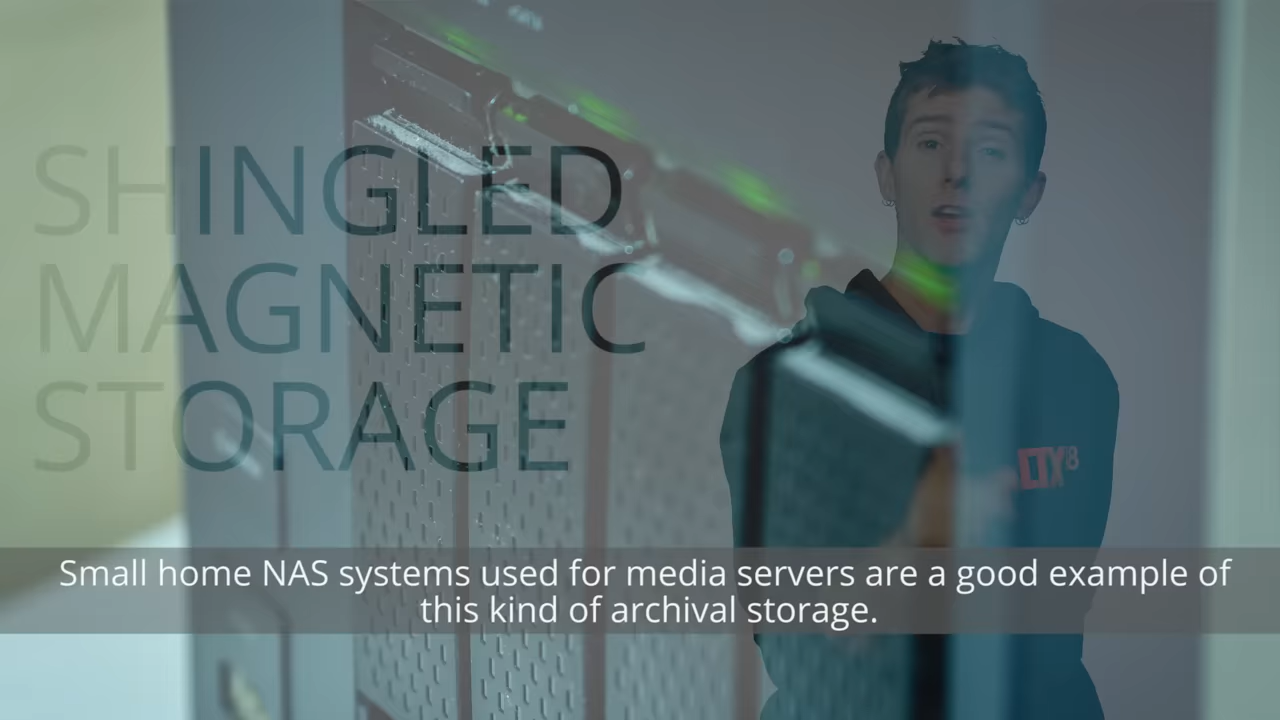 SHINGLED
MAGNETIC
STORAGE
LTX8
Small home NAS systems used for media servers are a good example of
this kind of archival storage.